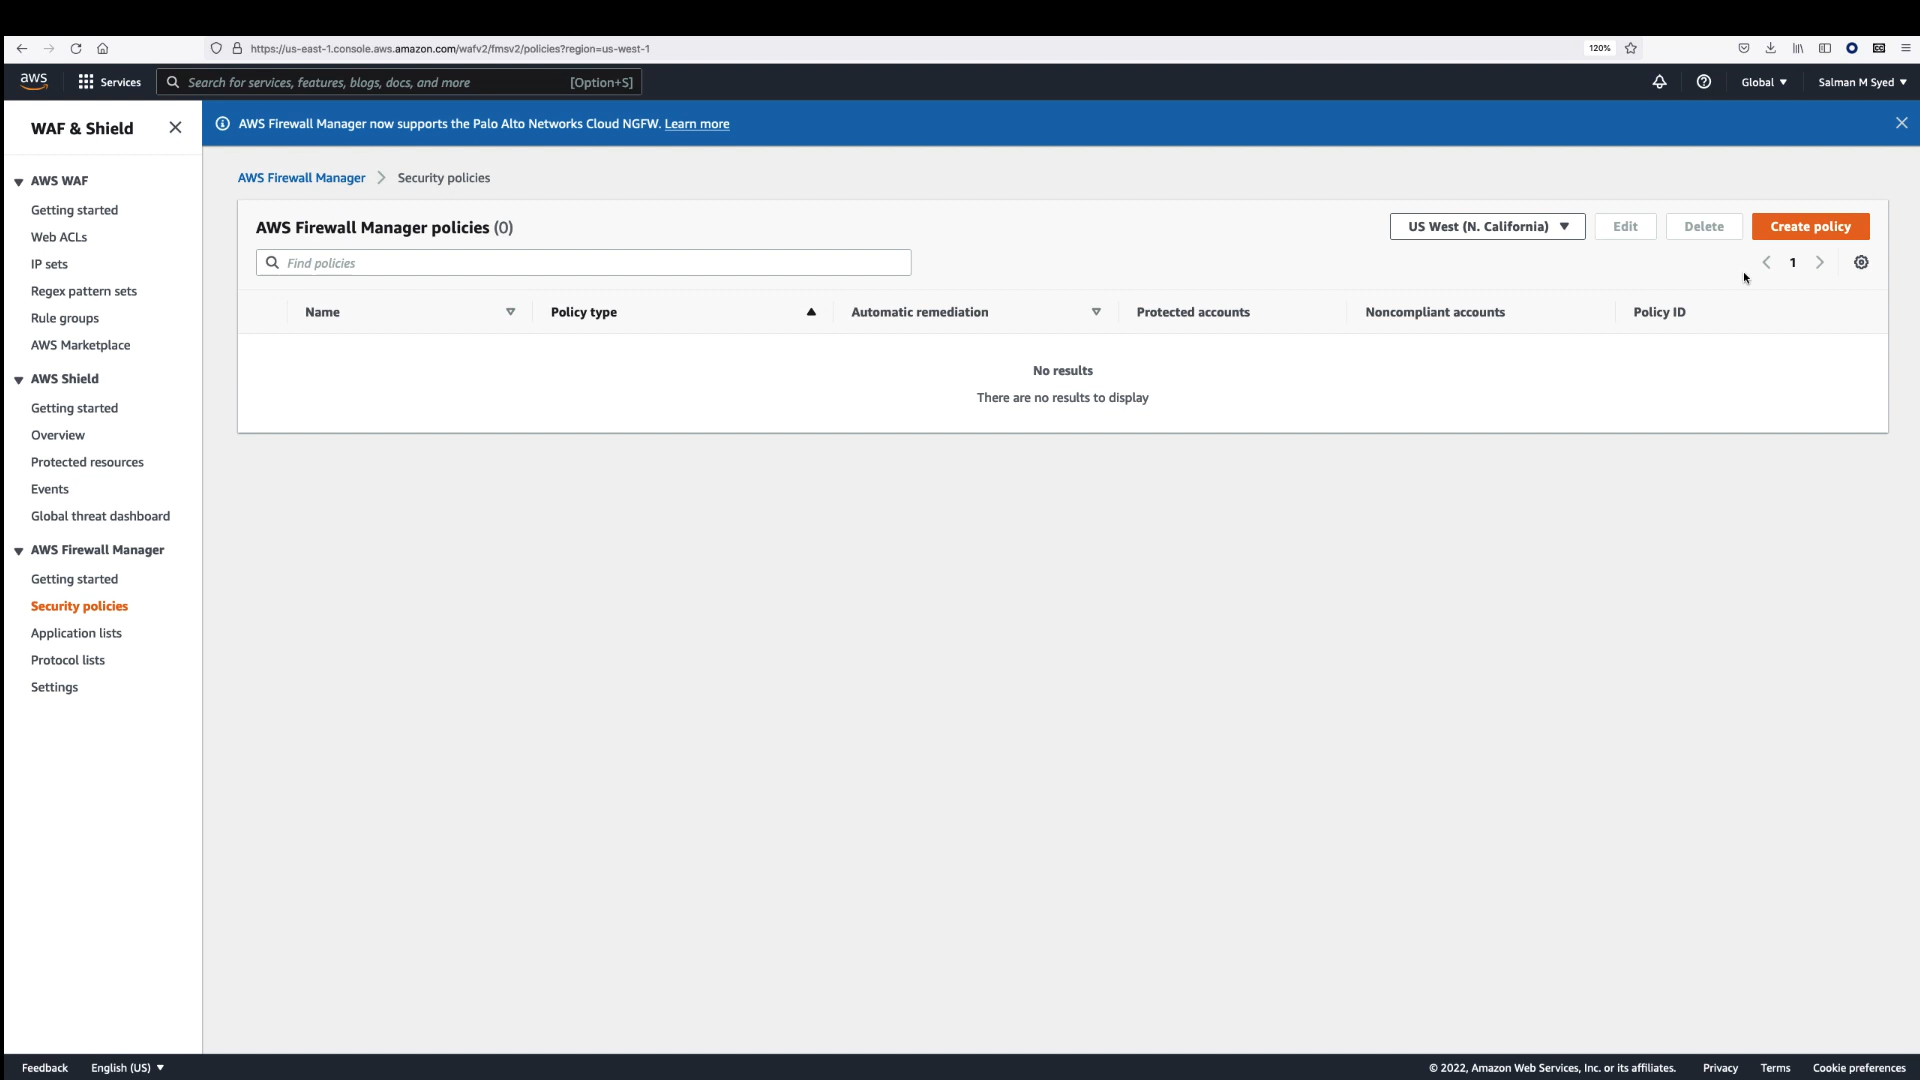 https://us-east-1.console.aws.amazon.com/wafv2/fmsv2/policies?region=us-west-1
120%
aws
Services
Search for services, features, blogs, docs, and more
[Option+S]
Global
Salman M Syed
WAF & Shield
AWS WAF
Getting started
Web ACLs
IP sets
Regex pattern sets
Rule groups
AWS Marketplace
AWS Shield
Getting started
Overview
Protected resources
Events
Global threat dashboard
AWS Firewall Manager
Getting started
Security policies
Application lists
Protocol lists
Settings
AWS Firewall Manager now supports the Palo Alto Networks Cloud NGFW. Learn more
AWS Firewall Manager
Security policies
AWS Firewall Manager policies (0)
US West (N. California)
Edit
Delete
Create policy
Find policies
1
Name
Policy type
Automatic remediation
Protected accounts
Noncompliant accounts
Policy ID
No results
There are no results to display
Feedback
English (US)
© 2022, Amazon Web Services, Inc. or its affiliates.
Privacy
Terms
Cookie preferences